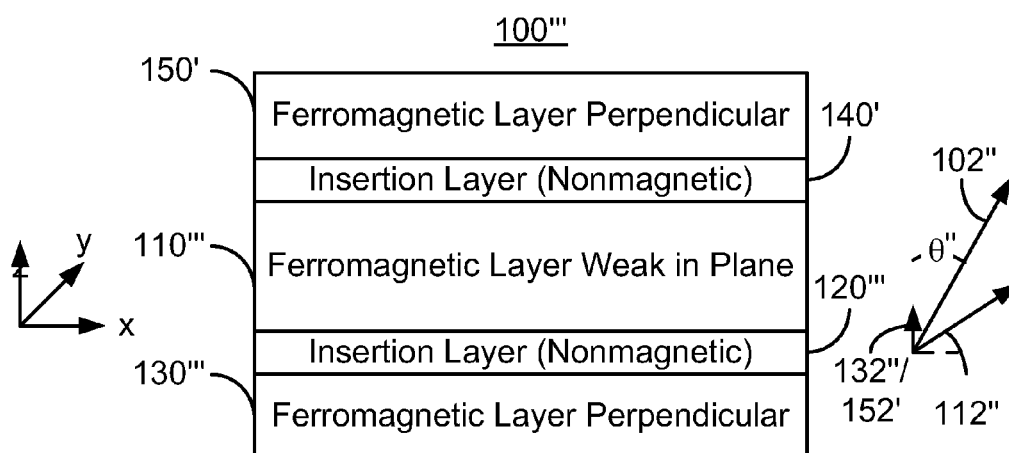 100'''
150'
Ferromagnetic Layer Perpendicular
140'
Insertion Layer (Nonmagnetic)
102"
y
z
x
110'''
Ferromagnetic Layer Weak in Plane
θ"
120'''
Insertion Layer (Nonmagnetic)
130'''
Ferromagnetic Layer Perpendicular
132"/
152'
112"